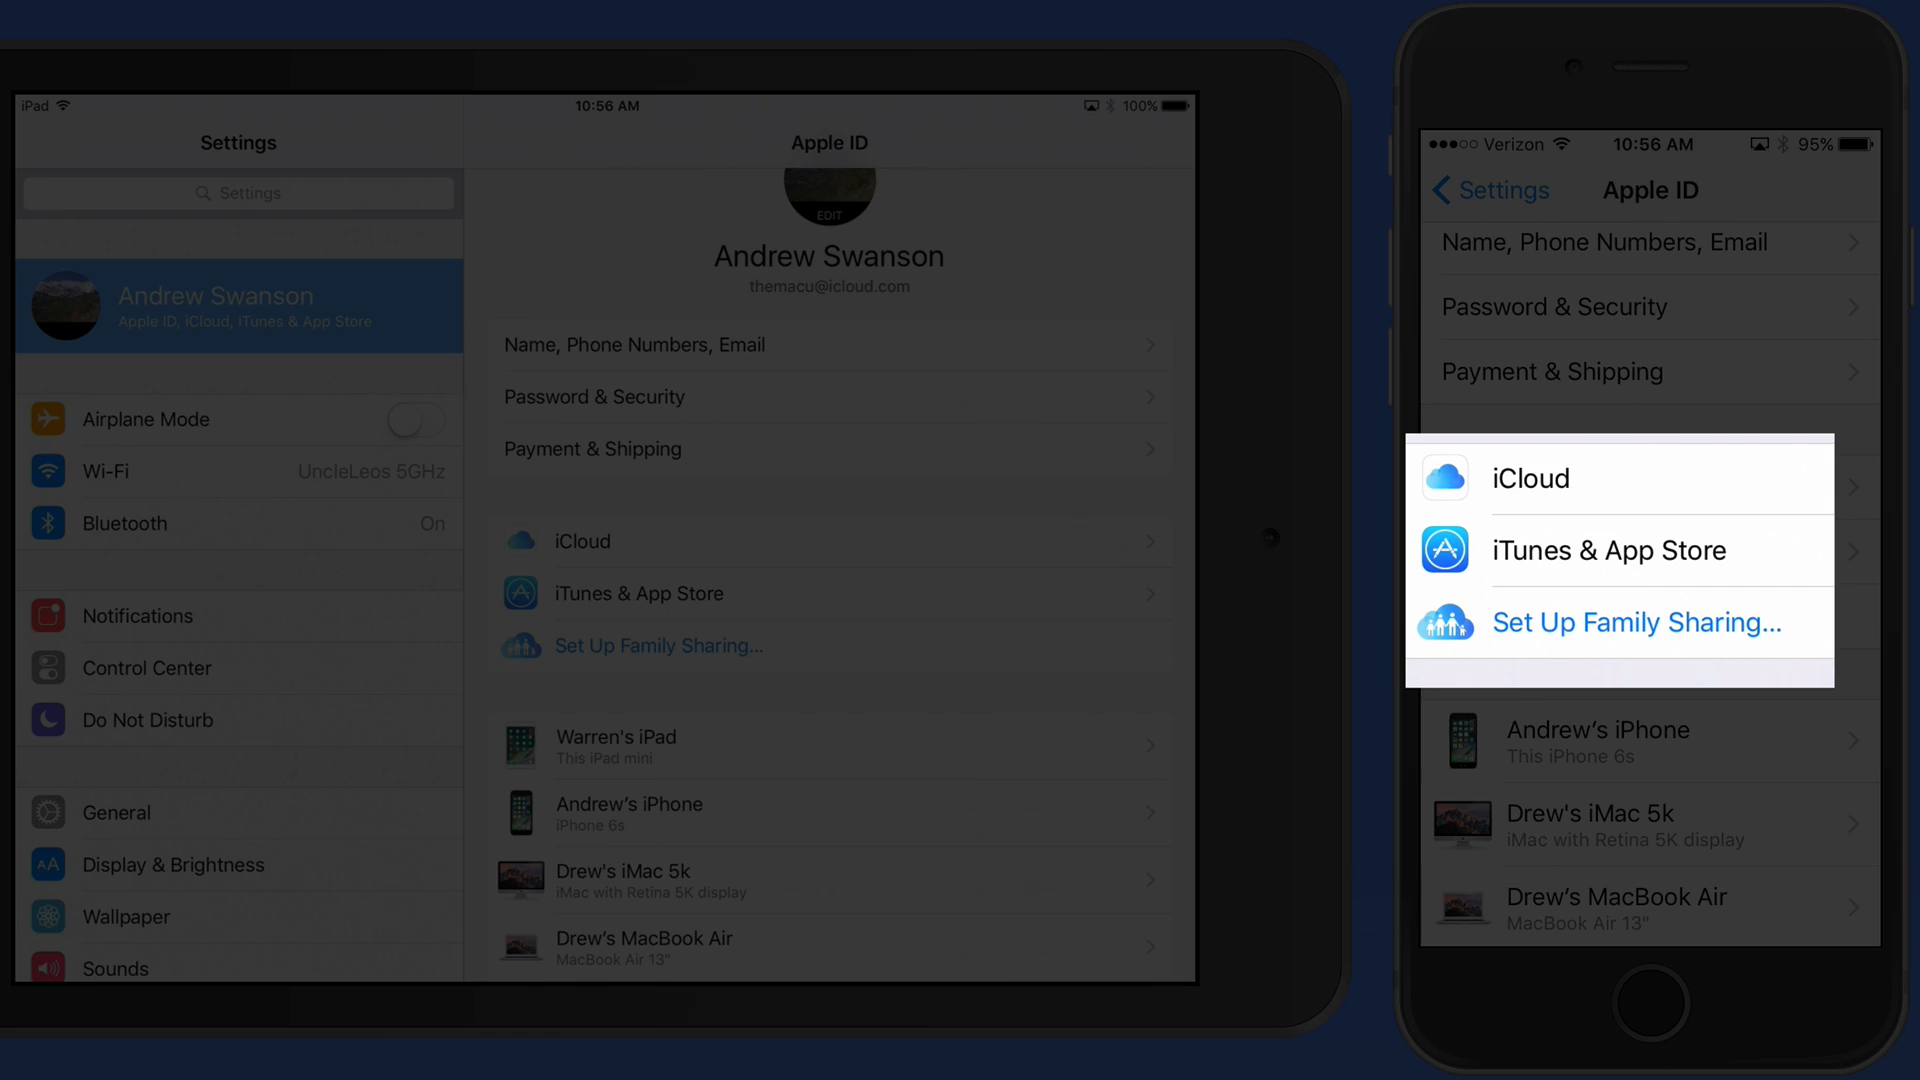 iPad
10:56 AM
100%
Settings
Apple ID
Settings
EDIT
Andrew Swanson
themacu@icloud.com
Andrew Swanson
Apple ID, iCloud, iTunes & App Store
Name, Phone Numbers, Email
Password & Security
Payment & Shipping
Airplane Mode
Wi-Fi
UncleLeos 5GHz
Bluetooth
On
iCloud
iTunes & App Store
Set Up Family Sharing...
Notifications
Control Center
Do Not Disturb
Warren's iPad
This iPad mini
Andrew’s iPhone
iPhone 6s
Drew's iMac 5k
iMac with Retina 5K display
Drew’s MacBook Air
MacBook Air 13"
General
AA
Display & Brightness
Wallpaper
Sounds
Verizon
10:56 AM
95%
Settings
Apple ID
Name, Phone Numbers, Email
Password & Security
Payment & Shipping
iCloud
iTunes & App Store
Set Up Family Sharing...
Andrew’s iPhone
This iPhone 6s
Drew's iMac 5k
iMac with Retina 5K display
Drew’s MacBook Air
MacBook Air 13"